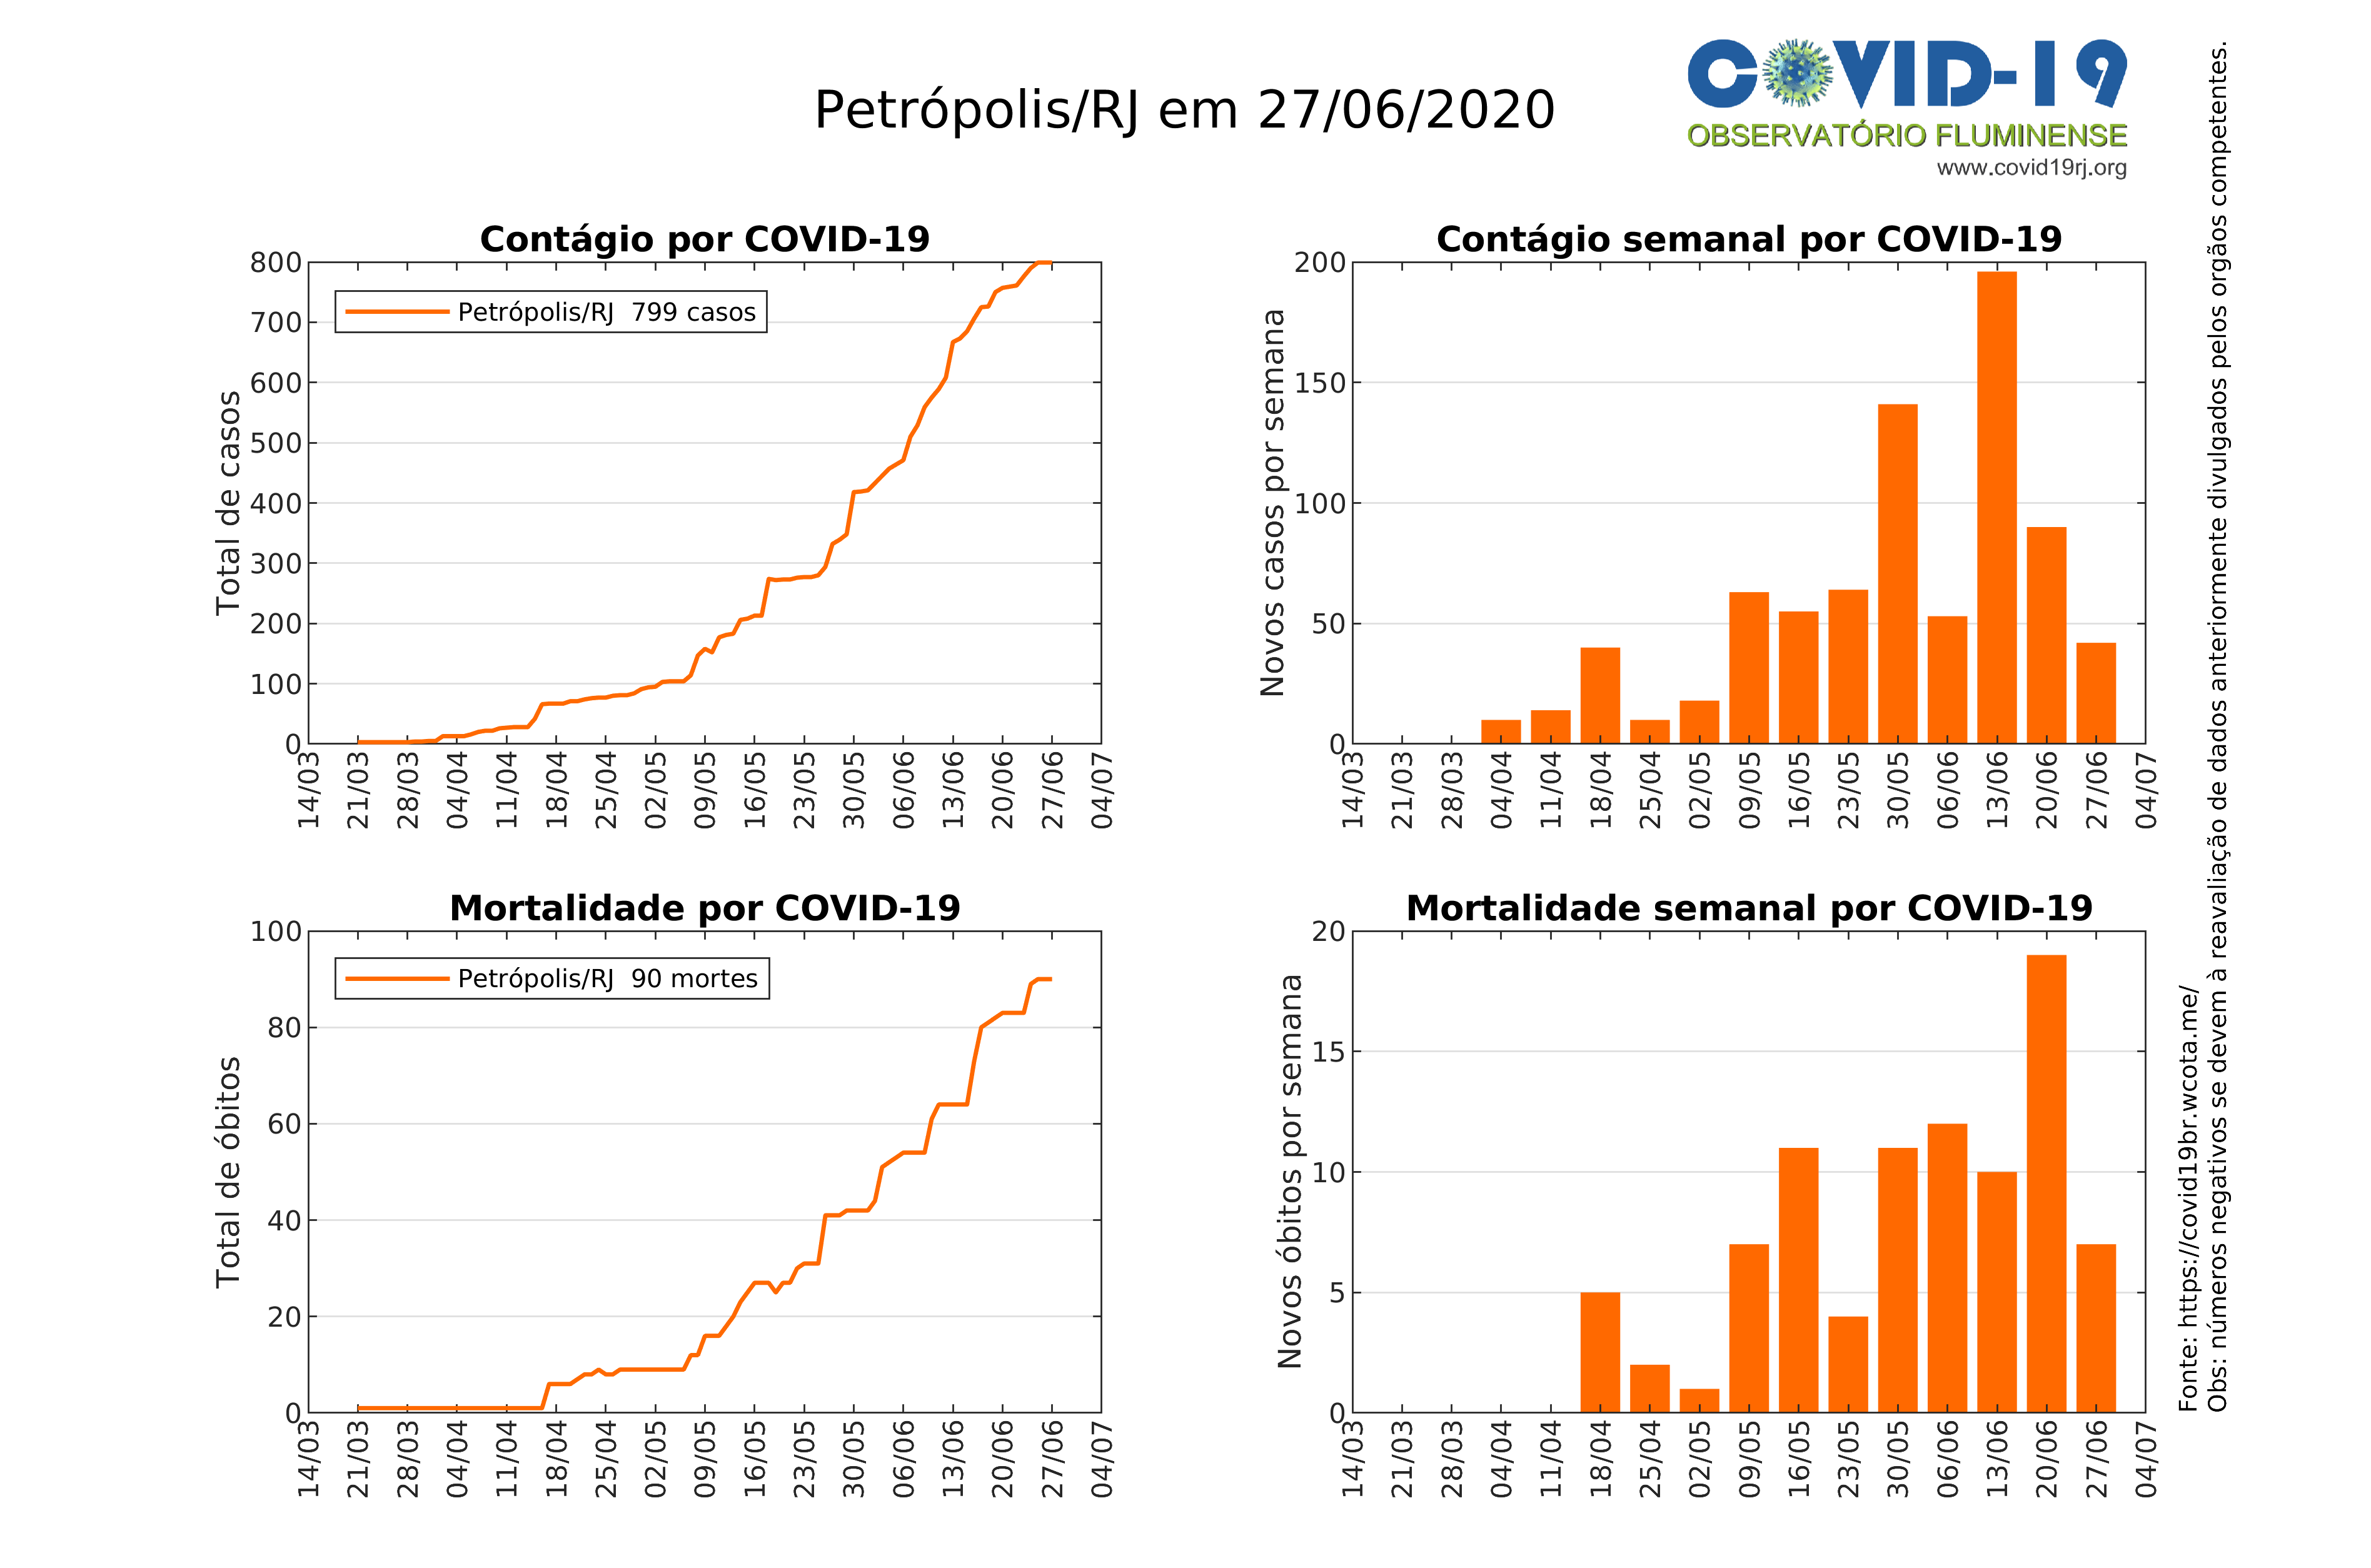 Petrópolis/RJ em 27/06/2020
COVID-19
OBSERVATÓRIO FLUMINENSE
www.covid19rj.org
Contágio por COVID-19
Total de casos
800
700
600
500
400
300
200
100
0
Petrópolis/RJ 799 casos
14/03 21/03 28/03 04/04 11/04 18/04 25/04 02/05 09/05 16/05 23/05 30/05 06/06 13/06 20/06 27/06 04/07
Contágio semanal por COVID-19
Novos casos por semana
200
150
100
50
0
14/03 21/03 28/03 04/04 11/04 18/04 25/04 02/05 09/05 16/05 23/05 30/05 06/06 13/06 20/06 27/06 04/07
Mortalidade por COVID-19
Total de óbitos
100
80
60
40
20
0
Petrópolis/RJ 90 mortes
14/03 21/03 28/03 04/04 11/04 18/04 25/04 02/05 09/05 16/05 23/05 30/05 06/06 13/06 20/06 27/06 04/07
Mortalidade semanal por COVID-19
Novos óbitos por semana
20
15
10
5
0
14/03 21/03 28/03 04/04 11/04 18/04 25/04 02/05 09/05 16/05 23/05 30/05 06/06 13/06 20/06 27/06 04/07
Fonte: https://covid19br.wcota.me/
Obs: números negativos se devem à reavaliação de dados anteriormente divulgados pelos orgãos competentes.